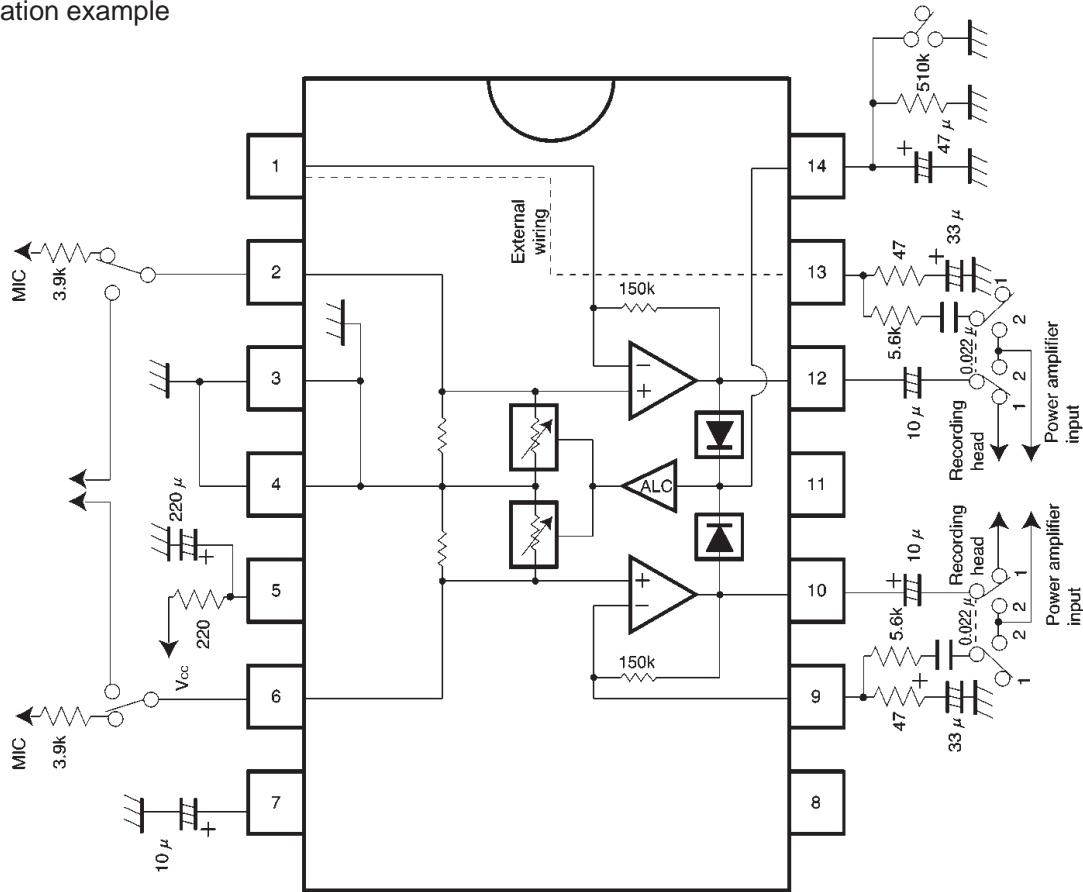 ation example
MIC
3.9k
220 μ
220
Vcc
MIC
3.9k
10 μ
+
+
1
2
3
4
5
6
7
External
wiring
150k
−
+
ALC
+
−
150k
14
13
12
11
10
9
8
510k
47 μ
+
47
33 μ
+
5.6k
0.022 μ
1
2
2
1
10 μ
Recording
head
Power amplifier
input
10 μ
+
Recording
head
Power amplifier
input
5.6k
0.022 μ
1
2
2
1
47
33 μ
+